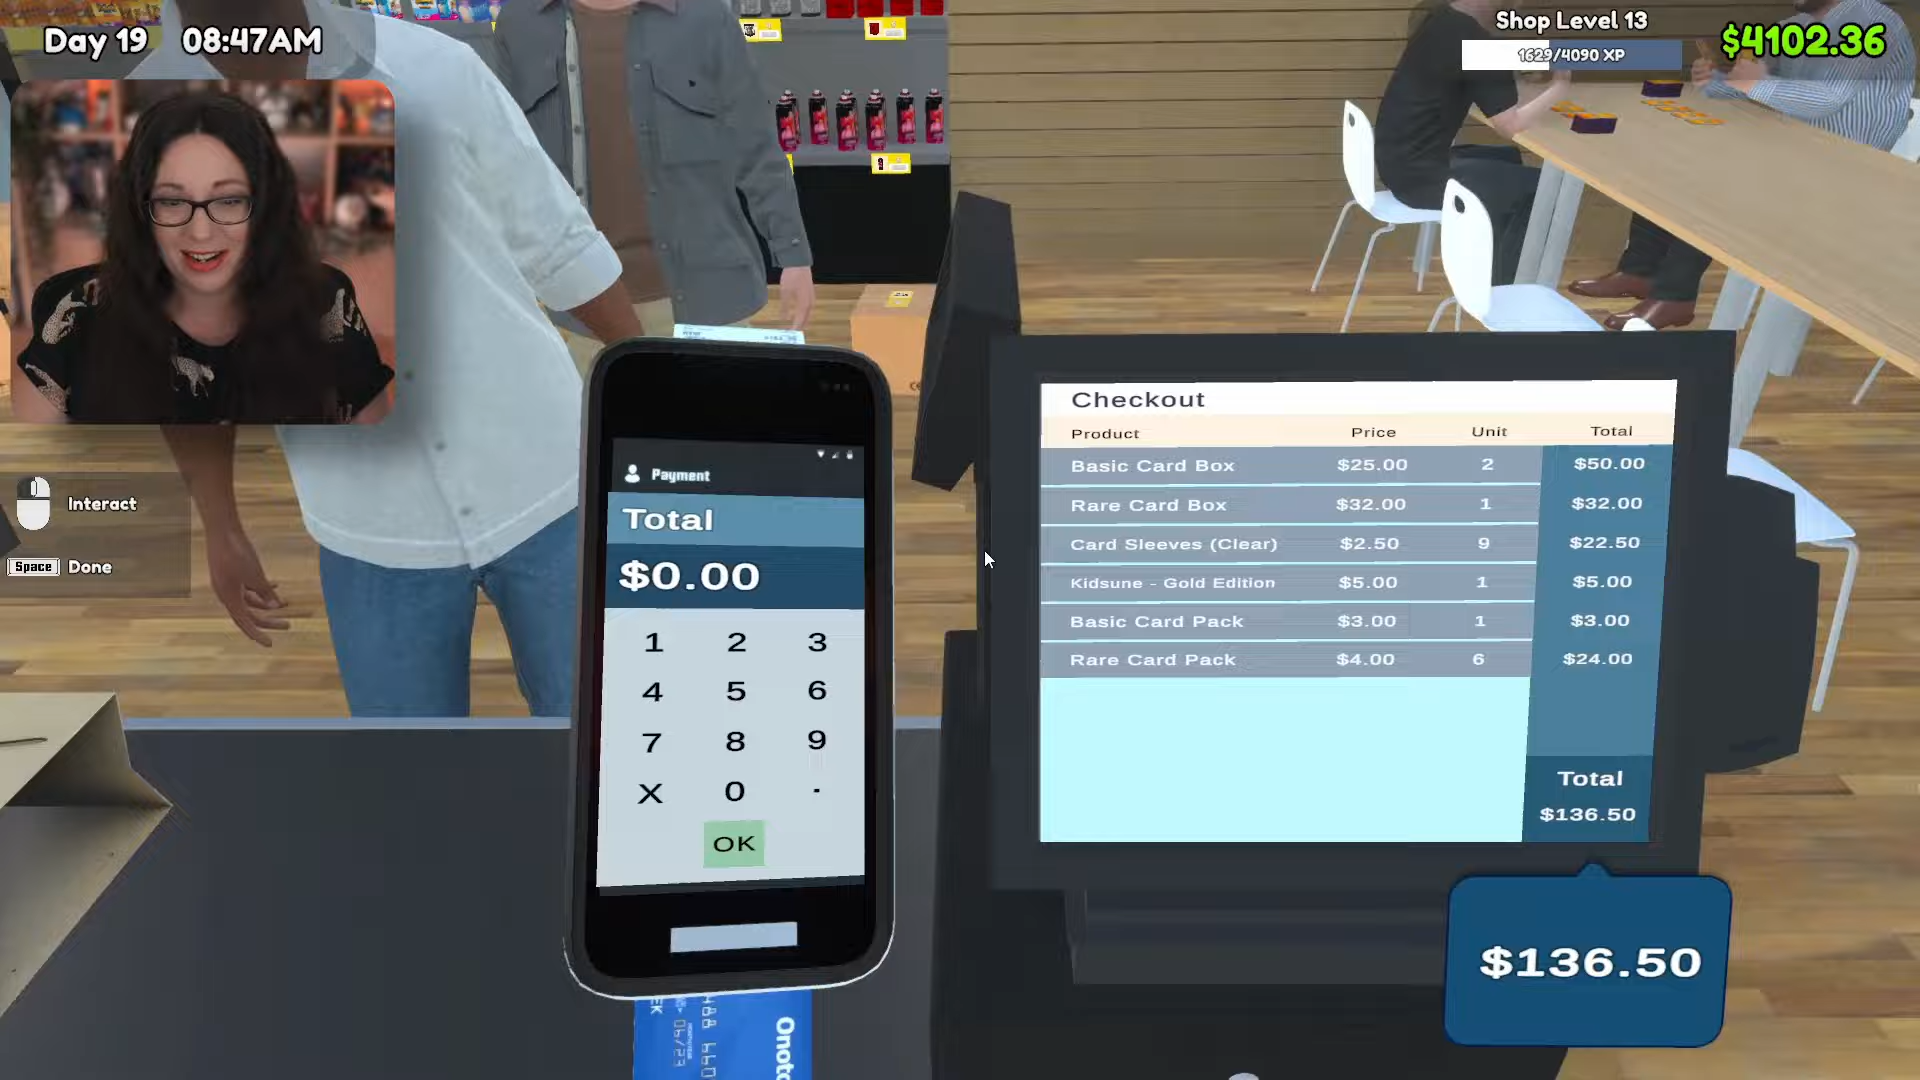 Day 19 08:47AM
Shop Level 13
1629/4090 XP
$4102.36
Interact
Space Done
Payment
Total
$0.00
1 2 3
4 5 6
7 8 9
X 0 .
OK
Checkout
Product Price Unit Total
Basic Card Box $25.00 2 $50.00
Rare Card Box $32.00 1 $32.00
Card Sleeves (Clear) $2.50 9 $22.50
Kidsune - Gold Edition $5.00 1 $5.00
Basic Card Pack $3.00 1 $3.00
Rare Card Pack $4.00 6 $24.00
Total
$136.50
$136.50
06/23